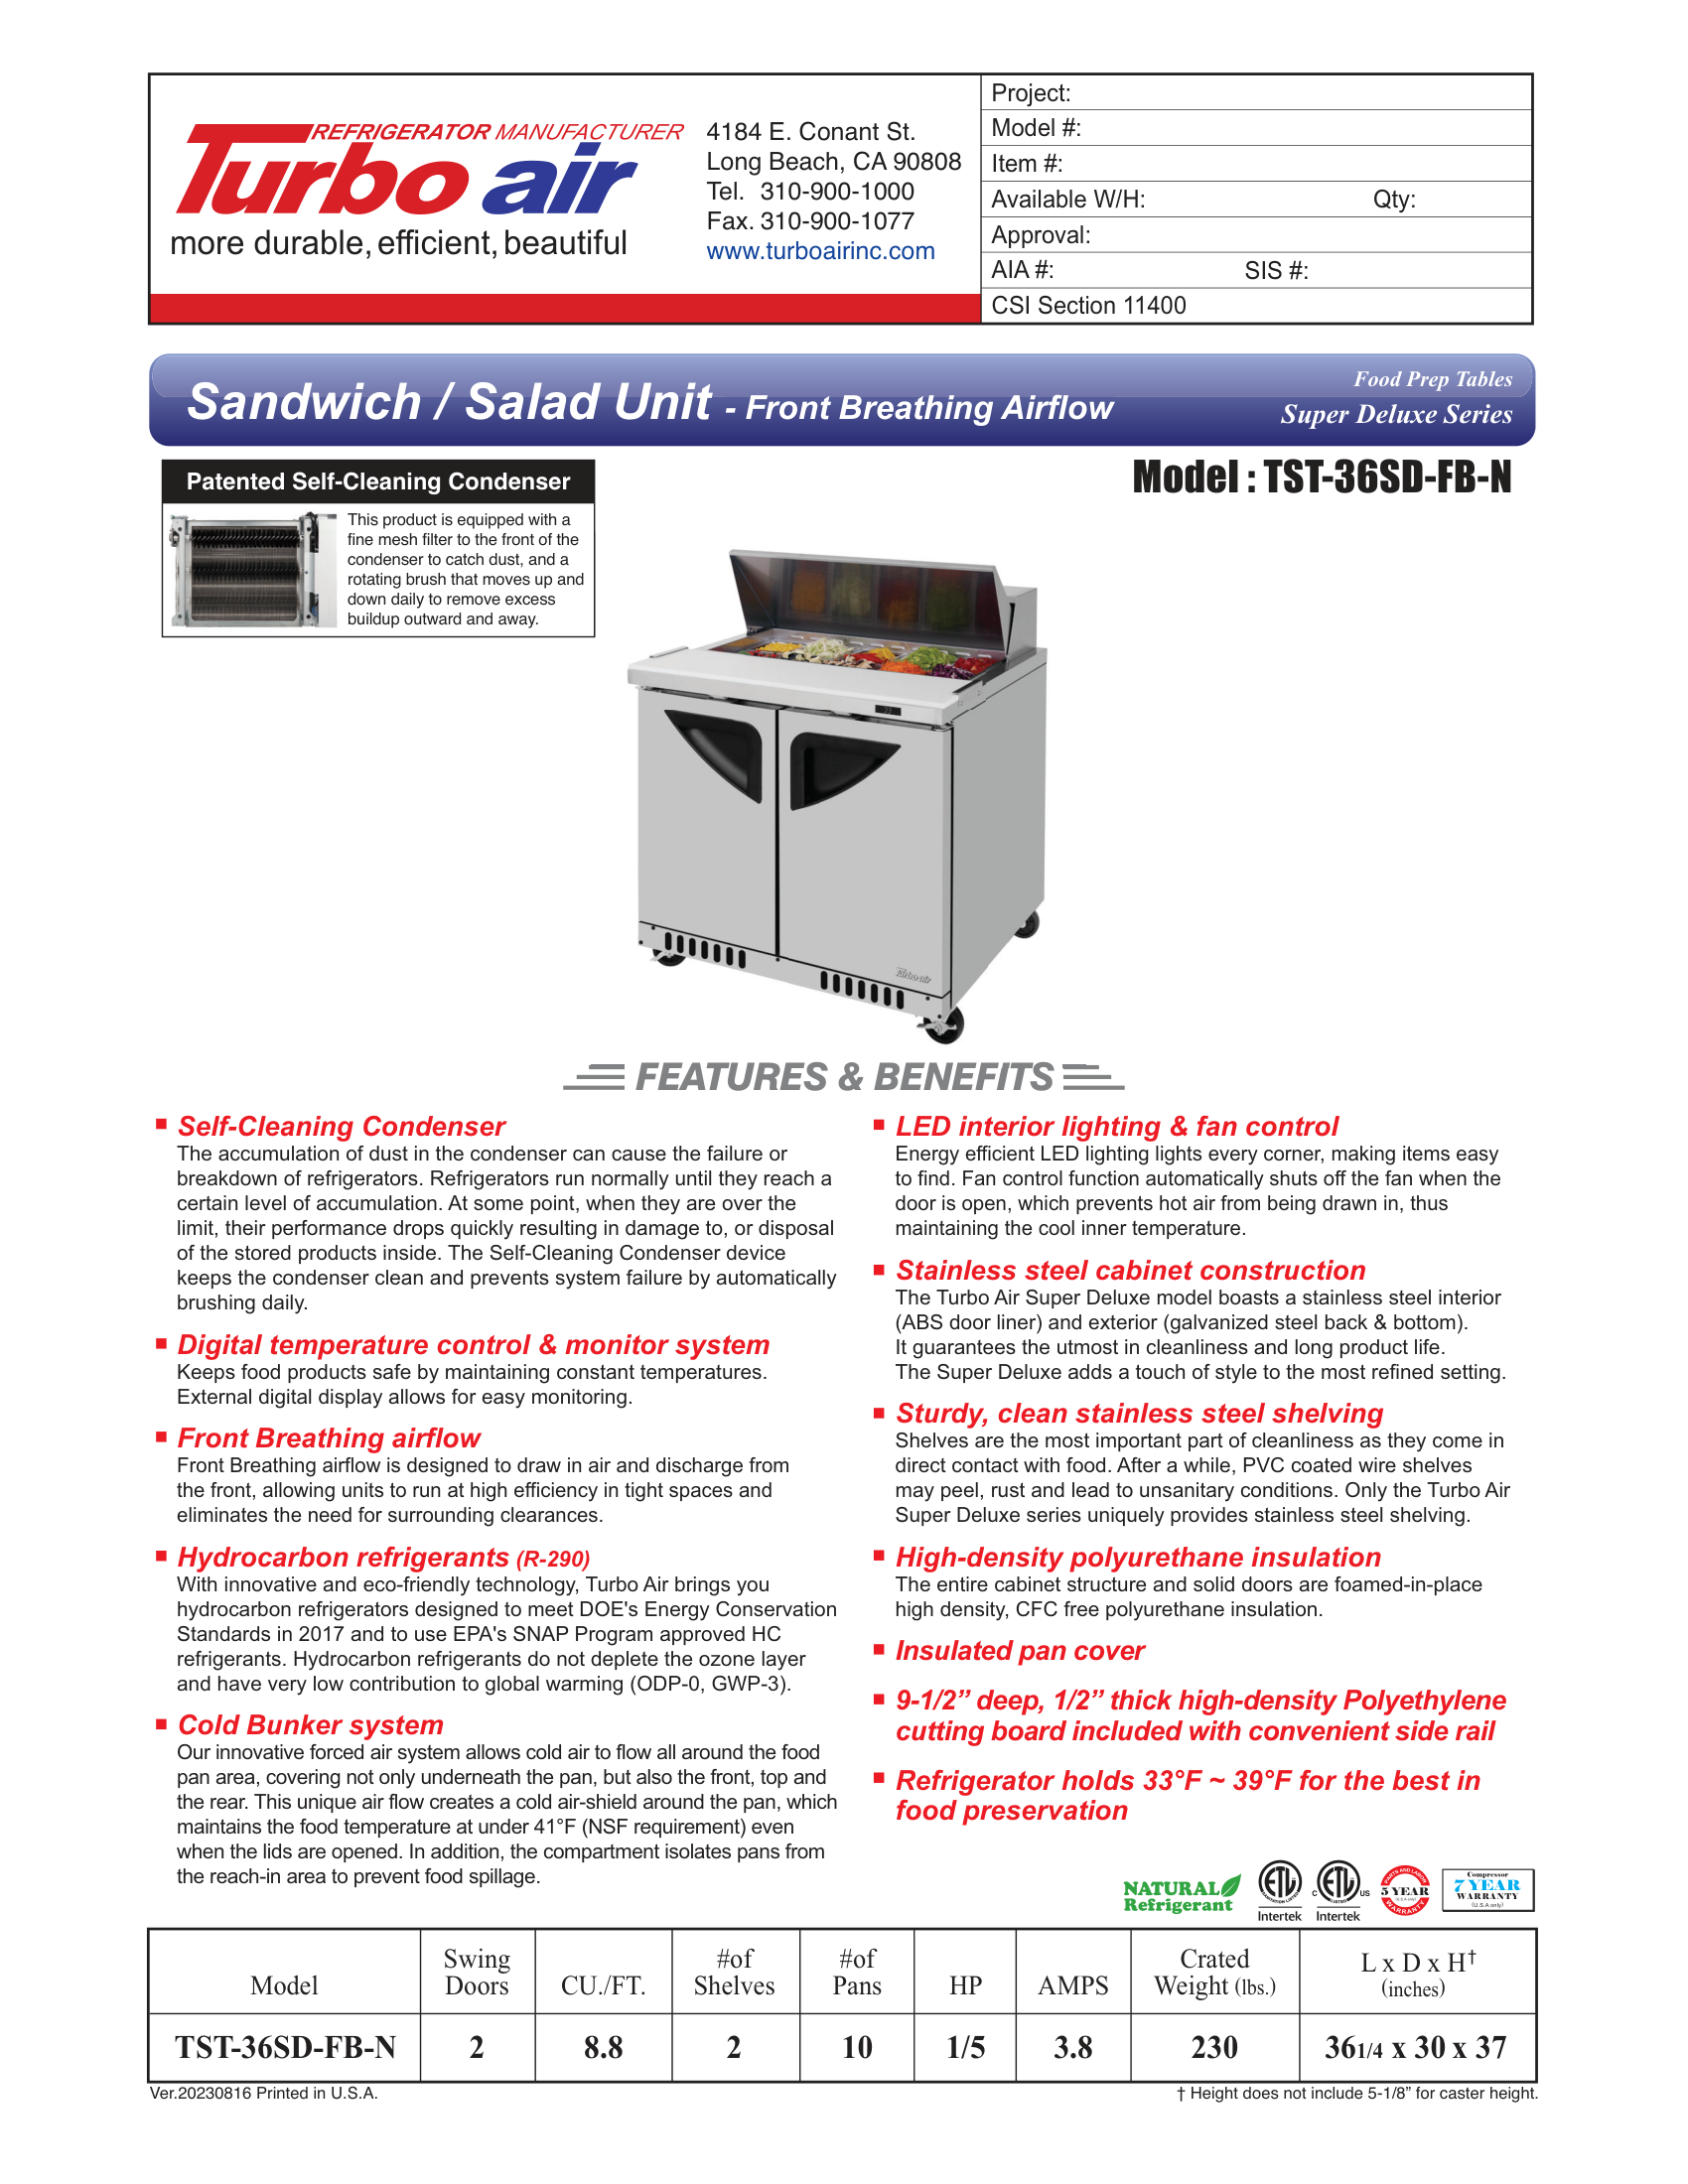 REFRIGERATOR MANUFACTURER
Turbo air
more durable, efficient, beautiful
4184 E. Conant St.
Long Beach, CA 90808
Tel. 310-900-1000
Fax. 310-900-1077
www.turboairinc.com
Project:
Model #:
Item #:
Available W/H: Qty:
Approval:
AIA #: SIS #:
CSI Section 11400
Sandwich / Salad Unit - Front Breathing Airflow
Food Prep Tables
Super Deluxe Series
Patented Self-Cleaning Condenser
This product is equipped with a
fine mesh filter to the front of the
condenser to catch dust, and a
rotating brush that moves up and
down daily to remove excess
buildup outward and away.
Model : TST-36SD-FB-N
Turbo air
FEATURES & BENEFITS
▪ Self-Cleaning Condenser
The accumulation of dust in the condenser can cause the failure or
breakdown of refrigerators. Refrigerators run normally until they reach a
certain level of accumulation. At some point, when they are over the
limit, their performance drops quickly resulting in damage to, or disposal
of the stored products inside. The Self-Cleaning Condenser device
keeps the condenser clean and prevents system failure by automatically
brushing daily.
▪ Digital temperature control & monitor system
Keeps food products safe by maintaining constant temperatures.
External digital display allows for easy monitoring.
▪ Front Breathing airflow
Front Breathing airflow is designed to draw in air and discharge from
the front, allowing units to run at high efficiency in tight spaces and
eliminates the need for surrounding clearances.
▪ Hydrocarbon refrigerants (R-290)
With innovative and eco-friendly technology, Turbo Air brings you
hydrocarbon refrigerators designed to meet DOE's Energy Conservation
Standards in 2017 and to use EPA's SNAP Program approved HC
refrigerants. Hydrocarbon refrigerants do not deplete the ozone layer
and have very low contribution to global warming (ODP-0, GWP-3).
▪ Cold Bunker system
Our innovative forced air system allows cold air to flow all around the food
pan area, covering not only underneath the pan, but also the front, top and
the rear. This unique air flow creates a cold air-shield around the pan, which
maintains the food temperature at under 41°F (NSF requirement) even
when the lids are opened. In addition, the compartment isolates pans from
the reach-in area to prevent food spillage.
▪ LED interior lighting & fan control
Energy efficient LED lighting lights every corner, making items easy
to find. Fan control function automatically shuts off the fan when the
door is open, which prevents hot air from being drawn in, thus
maintaining the cool inner temperature.
▪ Stainless steel cabinet construction
The Turbo Air Super Deluxe model boasts a stainless steel interior
(ABS door liner) and exterior (galvanized steel back & bottom).
It guarantees the utmost in cleanliness and long product life.
The Super Deluxe adds a touch of style to the most refined setting.
▪ Sturdy, clean stainless steel shelving
Shelves are the most important part of cleanliness as they come in
direct contact with food. After a while, PVC coated wire shelves
may peel, rust and lead to unsanitary conditions. Only the Turbo Air
Super Deluxe series uniquely provides stainless steel shelving.
▪ High-density polyurethane insulation
The entire cabinet structure and solid doors are foamed-in-place
high density, CFC free polyurethane insulation.
▪ Insulated pan cover
▪ 9-1/2” deep, 1/2” thick high-density Polyethylene
cutting board included with convenient side rail
▪ Refrigerator holds 33°F ~ 39°F for the best in
food preservation
NATURAL
Refrigerant
ETL
Intertek
C ETL US
Intertek
PARTS AND LABOR
5 YEAR
WARRANTY
Compressor
7 YEAR
WARRANTY
(U.S.A only)
Model Swing Doors CU./FT. #of Shelves #of Pans HP AMPS Crated Weight (lbs.) L x D x H† (inches)
TST-36SD-FB-N 2 8.8 2 10 1/5 3.8 230 361/4 x 30 x 37
Ver.20230816 Printed in U.S.A.
† Height does not include 5-1/8” for caster height.